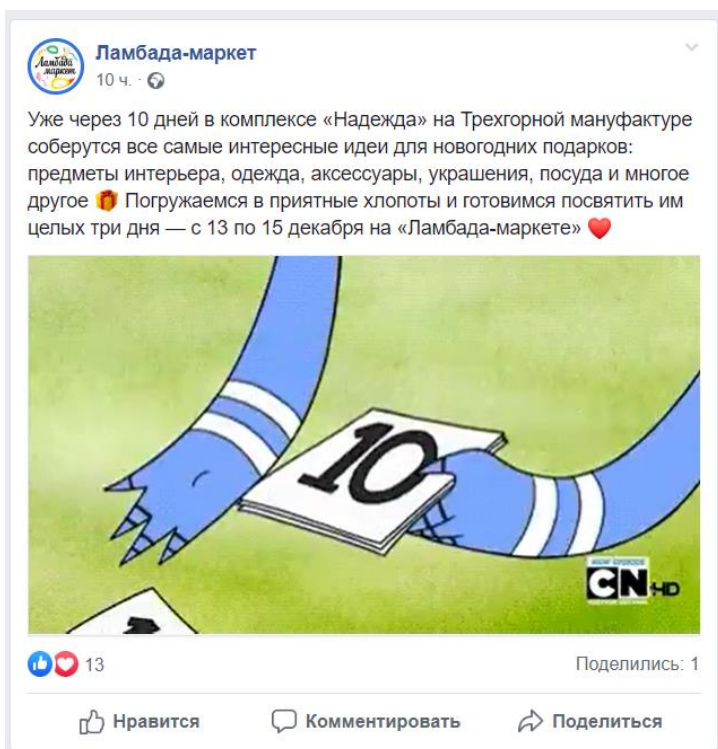 Ламбада маркет
Ламбада-маркет
10 ч. ·
Уже через 10 дней в комплексе «Надежда» на Трехгорной мануфактуре
соберутся все самые интересные идеи для новогодних подарков:
предметы интерьера, одежда, аксессуары, украшения, посуда и многое
другое 🎁 Погружаемся в приятные хлопоты и готовимся посвятить им
целых три дня — с 13 по 15 декабря на «Ламбада-маркете» ❤️
10
CN HD
13
Поделились: 1
Нравится
Комментировать
Поделиться